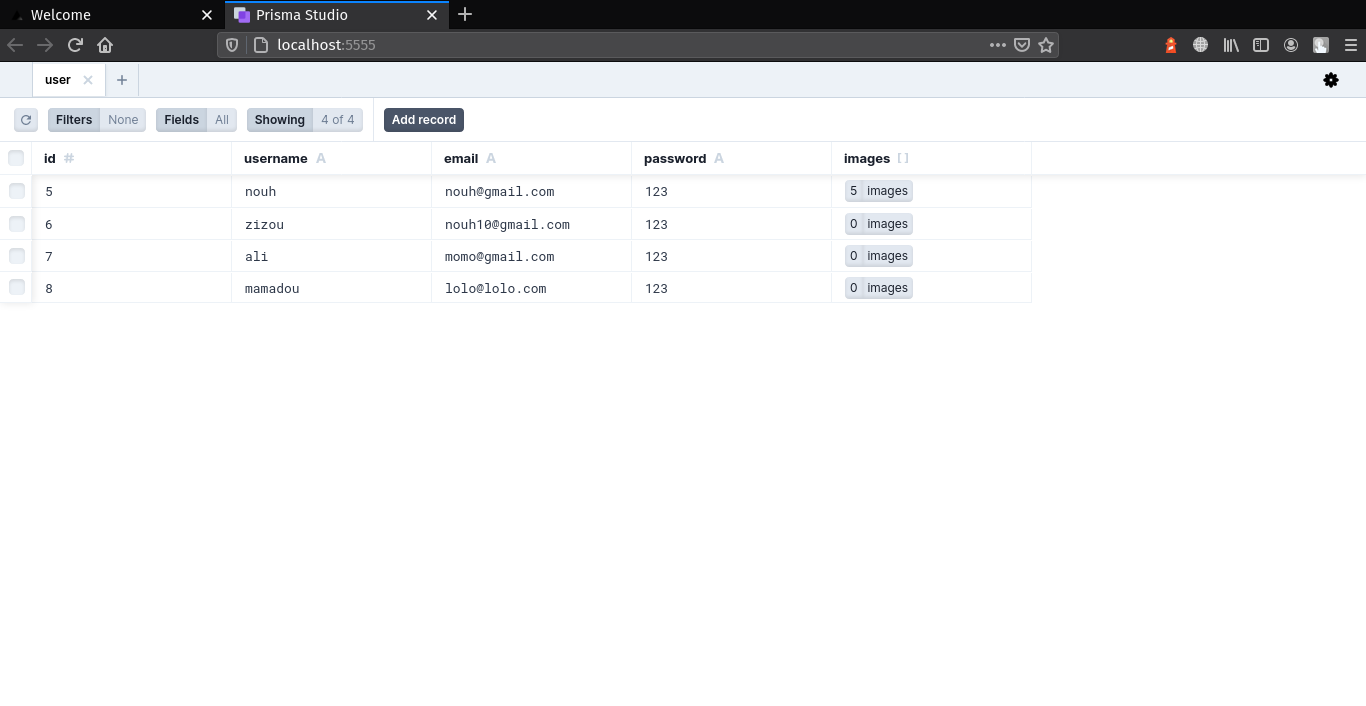 Welcome Prisma Studio
localhost:5555
user
Filters None Fields All Showing 4 of 4 Add record
id # username A email A password A images []
5 nouh nouh@gmail.com 123 5 images
6 zizou nouh10@gmail.com 123 0 images
7 ali momo@gmail.com 123 0 images
8 mamadou lolo@lolo.com 123 0 images